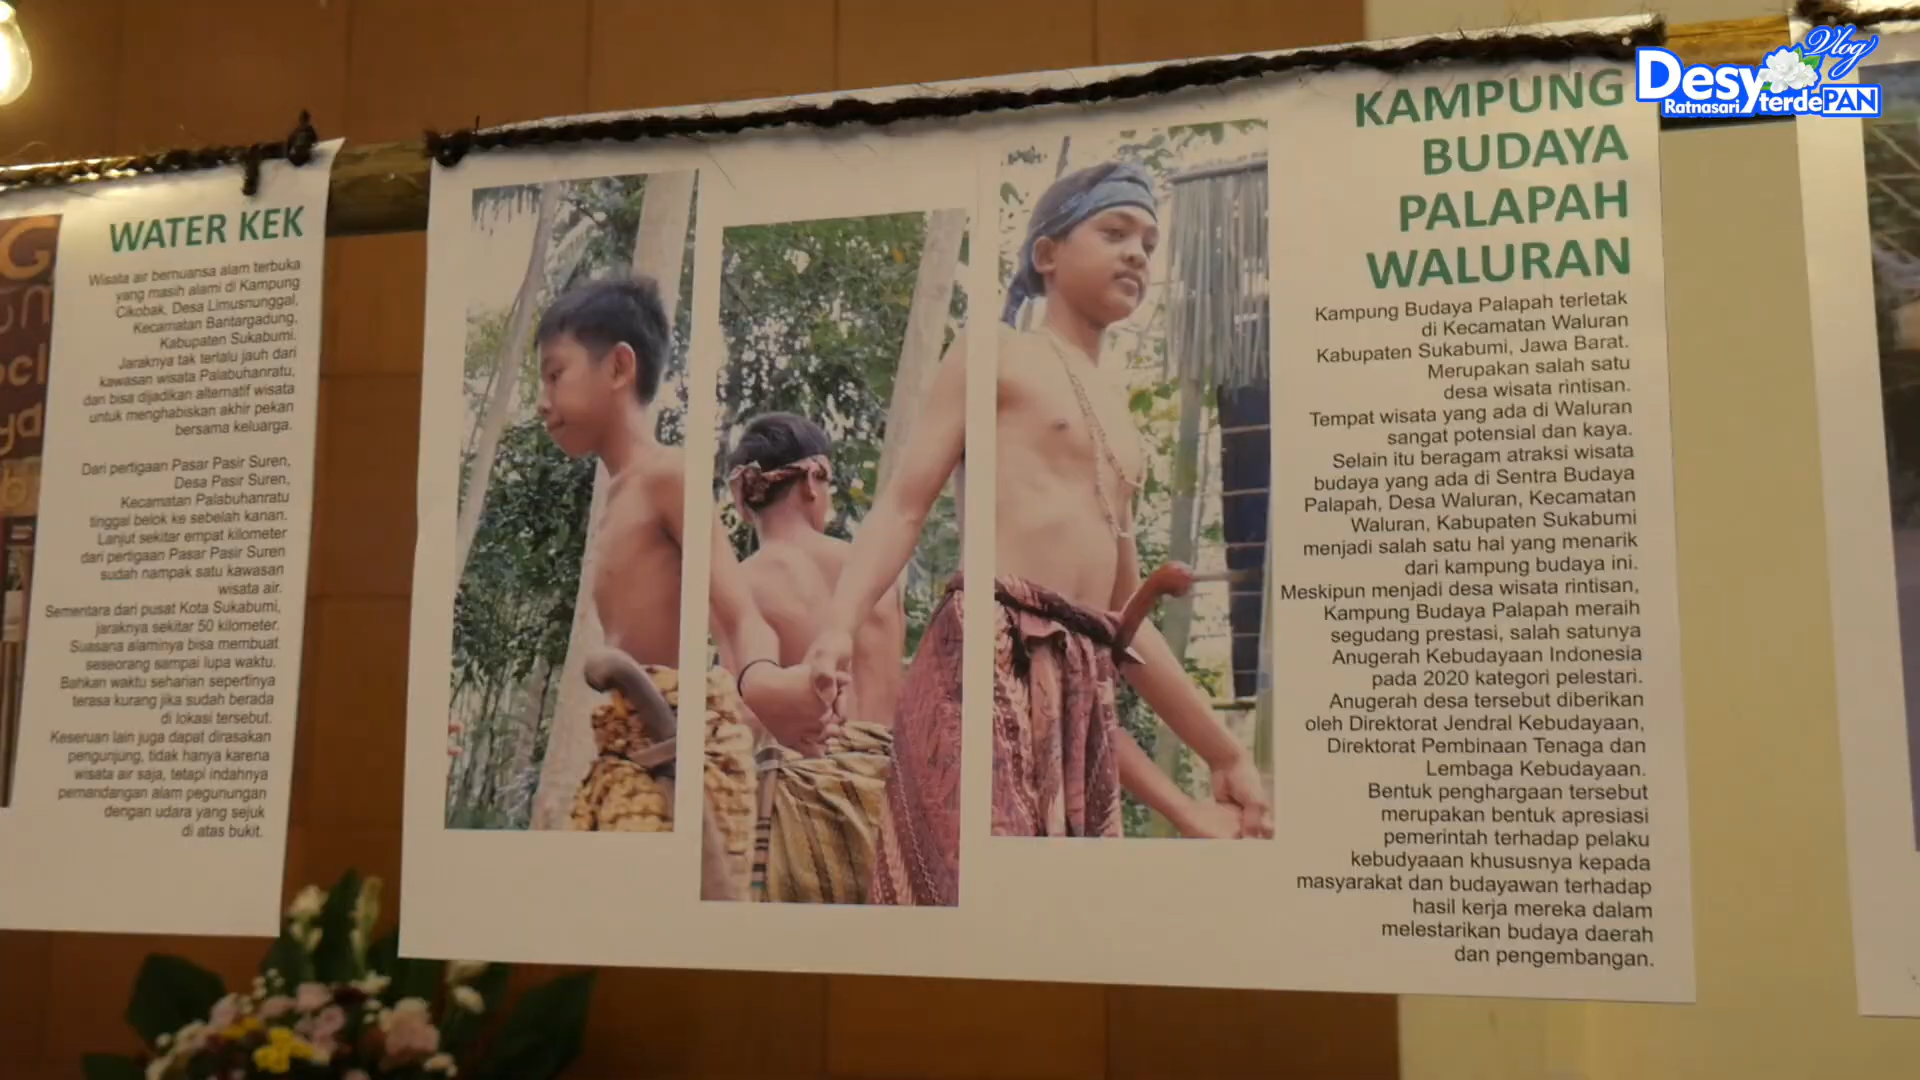 WATER KEK
Wisata air bernuansa alam terbuka
yang masih alami di Kampung
Cikobak, Desa Limusnunggal,
Kecamatan Bantargadung,
Kabupaten Sukabumi.
Jaraknya tak terlalu jauh dari
kawasan wisata Palabuhanratu,
dan bisa dijadikan alternatif wisata
untuk menghabiskan akhir pekan
bersama keluarga.
Dari pertigaan Pasar Pasir Suren,
Desa Pasir Suren,
Kecamatan Palabuhanratu
tinggal belok ke sebelah kanan.
Lanjut sekitar empat kilometer
dari pertigaan Pasar Pasir Suren
sudah nampak satu kawasan
wisata air.
Sementara dari pusat Kota Sukabumi,
jaraknya sekitar 50 kilometer.
Suasana alaminya bisa membuat
seseorang sampai lupa waktu.
Bahkan waktu seharian sepertinya
terasa kurang jika sudah berada
di lokasi tersebut.
Keseruan lain juga dapat dirasakan
pengunjung, tidak hanya karena
wisata air saja, tetapi indahnya
pemandangan alam pegunungan
dengan udara yang sejuk
di atas bukit.
KAMPUNG
BUDAYA
PALAPAH
WALURAN
Kampung Budaya Palapah terletak
di Kecamatan Waluran
Kabupaten Sukabumi, Jawa Barat.
Merupakan salah satu
desa wisata rintisan.
Tempat wisata yang ada di Waluran
sangat potensial dan kaya.
Selain itu beragam atraksi wisata
budaya yang ada di Sentra Budaya
Palapah, Desa Waluran, Kecamatan
Waluran, Kabupaten Sukabumi
menjadi salah satu hal yang menarik
dari kampung budaya ini.
Meskipun menjadi desa wisata rintisan,
Kampung Budaya Palapah meraih
segudang prestasi, salah satunya
Anugerah Kebudayaan Indonesia
pada 2020 kategori pelestari.
Anugerah desa tersebut diberikan
oleh Direktorat Jendral Kebudayaan,
Direktorat Pembinaan Tenaga dan
Lembaga Kebudayaan.
Bentuk penghargaan tersebut
merupakan bentuk apresiasi
pemerintah terhadap pelaku
kebudyaaan khususnya kepada
masyarakat dan budayawan terhadap
hasil kerja mereka dalam
melestarikan budaya daerah
dan pengembangan.
Vlog
Desy
Ratnasari terdePAN